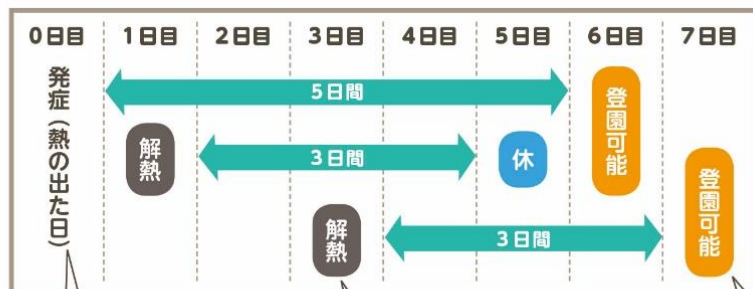 0日目 1日目 2日目 3日目 4日目 5日目 6日目 7日目
発症（熱の出た日）
5日間
解熱
3日間
休
登園可能
解熱
3日間
登園可能